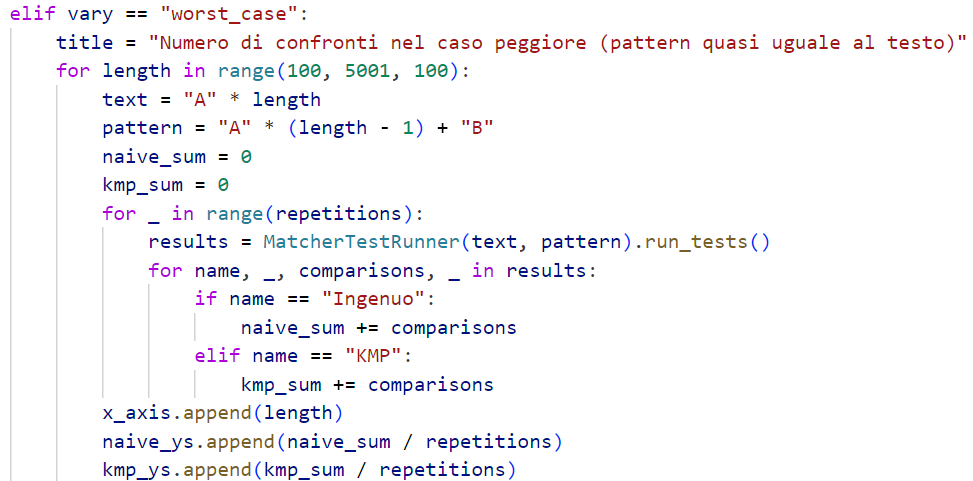 elif vary == "worst_case":
    title = "Numero di confronti nel caso peggiore (pattern quasi uguale al testo)"
    for length in range(100, 5001, 100):
        text = "A" * length
        pattern = "A" * (length - 1) + "B"
        naive_sum = 0
        kmp_sum = 0
        for _ in range(repetitions):
            results = MatcherTestRunner(text, pattern).run_tests()
            for name, _, comparisons, _ in results:
                if name == "Ingenuo":
                    naive_sum += comparisons
                elif name == "KMP":
                    kmp_sum += comparisons
        x_axis.append(length)
        naive_ys.append(naive_sum / repetitions)
        kmp_ys.append(kmp_sum / repetitions)